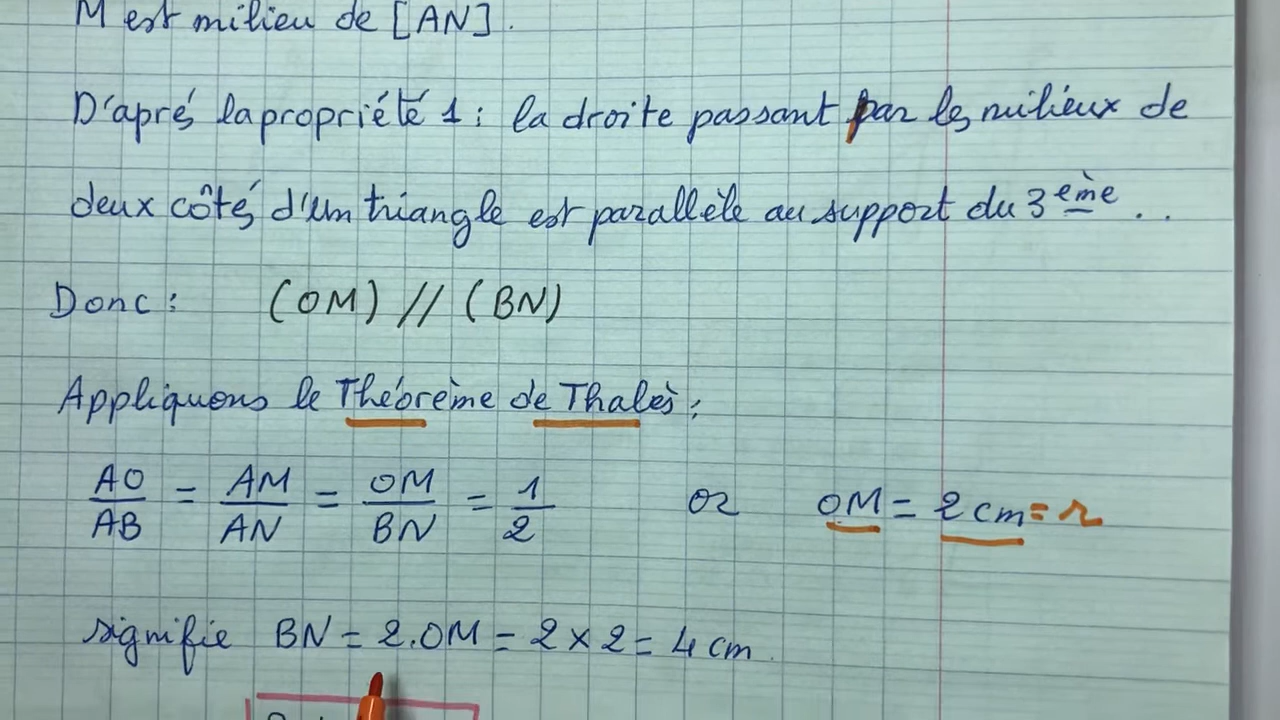 M est milieu de [AN].
D'aprés la propriété 1 : la droite passant par les milieux de
deux côtés d'un triangle est parallèle au support du 3ème ...
Donc : (OM) // (BN)
Appliquons le Théorème de Thalès :
AO/AB = AM/AN = OM/BN = 1/2 or OM = 2 cm = r
signifie BN = 2.OM = 2 x 2 = 4 cm.